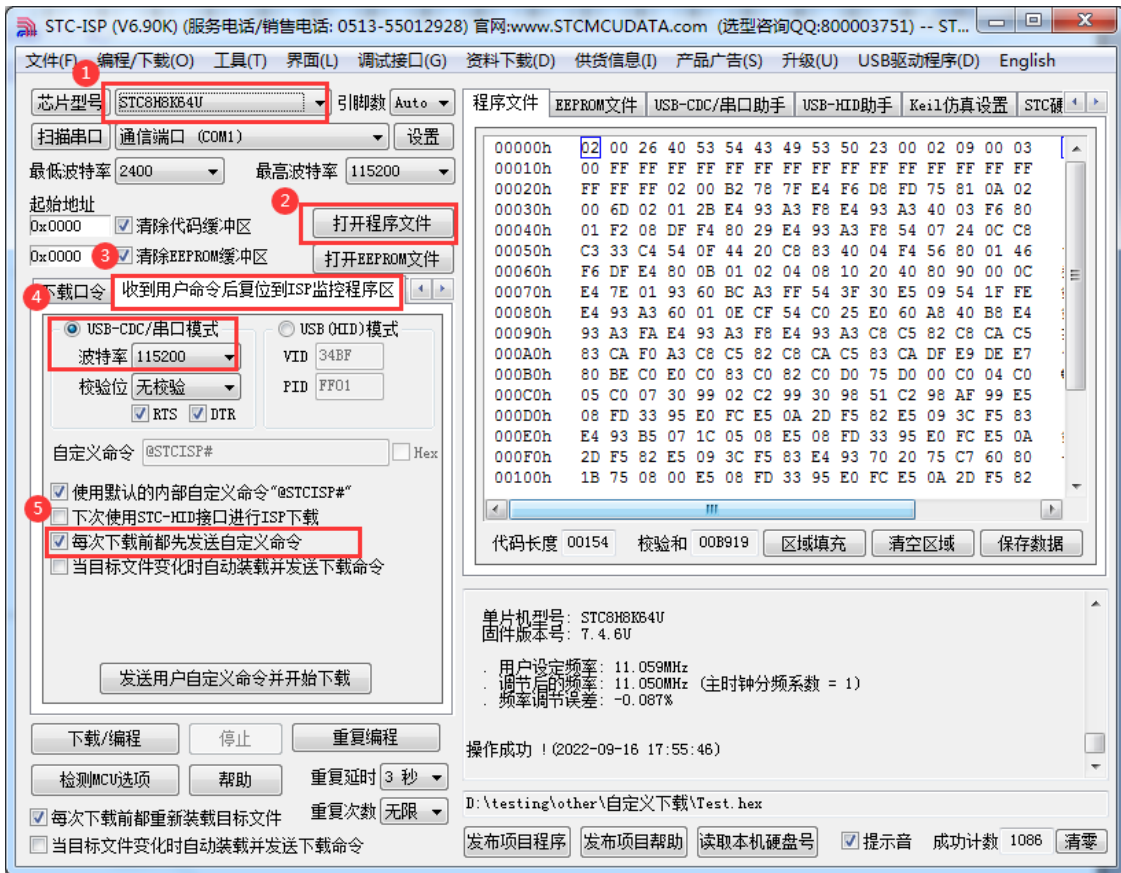 STC-ISP (V6.90K) (服务电话/销售电话: 0513-55012928) 官网:www.STCMCUDATA.com (选型咨询QQ:800003751) -- ST...
文件(F) 编程/下载(O) 工具(T) 界面(L) 调试接口(G) 资料下载(D) 供货信息(I) 产品广告(S) 升级(U) USB驱动程序(D) English
1
芯片型号 STC8H8K64U 引脚数 Auto
扫描串口 通信端口 (COM1) 设置
最低波特率 2400 最高波特率 115200
起始地址
2
0x0000 清除代码缓冲区 打开程序文件
0x0000 3 清除EEPROM缓冲区 打开EEPROM文件
4 下载口令 收到用户命令后复位到ISP监控程序区
USB-CDC/串口模式 USB(HID)模式
波特率 115200 VID 34BF
校验位 无校验 PID FF01
RTS DTR
自定义命令 @STCISP# Hex
使用默认的内部自定义命令"@STCISP#"
5
下次使用STC-HID接口进行ISP下载
每次下载前都先发送自定义命令
当目标文件变化时自动装载并发送下载命令
发送用户自定义命令并开始下载
下载/编程 停止 重复编程
检测MCU选项 帮助 重复延时 3 秒
每次下载前都重新装载目标文件 重复次数 无限
当目标文件变化时自动装载并发送下载命令
程序文件 EEPROM文件 USB-CDC/串口助手 USB-HID助手 Keil仿真设置
00000h 02 00 26 40 53 54 43 49 53 50 23 00 02 09 00 03
00010h 00 FF FF FF FF FF FF FF FF FF FF FF FF FF FF FF
00020h FF FF FF 02 00 B2 78 7F E4 F6 D8 FD 75 81 0A 02
00030h 00 6D 02 01 2B E4 93 A3 F8 E4 93 A3 40 03 F6 80
00040h 01 F2 08 DF F4 80 29 E4 93 A3 F8 54 07 24 0C C8
00050h C3 33 C4 54 0F 44 20 C8 83 40 04 F4 56 80 01 46
00060h F6 DF E4 80 0B 01 02 04 08 10 20 40 80 90 00 0C
00070h E4 7E 01 93 60 BC A3 FF 54 3F 30 E5 09 54 1F FE
00080h E4 93 A3 60 01 0E CF 54 C0 25 E0 60 A8 40 B8 E4
00090h 93 A3 FA E4 93 A3 F8 E4 93 A3 C8 C5 82 C8 CA C5
000A0h 83 CA F0 A3 C8 C5 82 C8 CA C5 83 CA DF E9 DE E7
000B0h 80 BE C0 E0 C0 83 C0 82 C0 D0 75 D0 00 C0 04 C0
000C0h 05 C0 07 30 99 02 C2 99 30 98 51 C2 98 AF 99 E5
000D0h 08 FD 33 95 E0 FC E5 0A 2D F5 82 E5 09 3C F5 83
000E0h E4 93 B5 07 1C 05 08 E5 08 FD 33 95 E0 FC E5 0A
000F0h 2D F5 82 E5 09 3C F5 83 E4 93 70 20 75 C7 60 80
00100h 1B 75 08 00 E5 08 FD 33 95 E0 FC E5 0A 2D F5 82
代码长度 00154 校验和 00B919 区域填充 清空区域 保存数据
单片机型号: STC8H8K64U
固件版本号: 7.4.6U
. 用户设定频率: 11.059MHz
. 调节后的频率: 11.050MHz (主时钟分频系数 = 1)
. 频率调节误差: -0.087%
操作成功 !(2022-09-16 17:55:46)
D:\testing\other\自定义下载\Test.hex
发布项目程序 发布项目帮助 读取本机硬盘号 提示音 成功计数 1086 清零